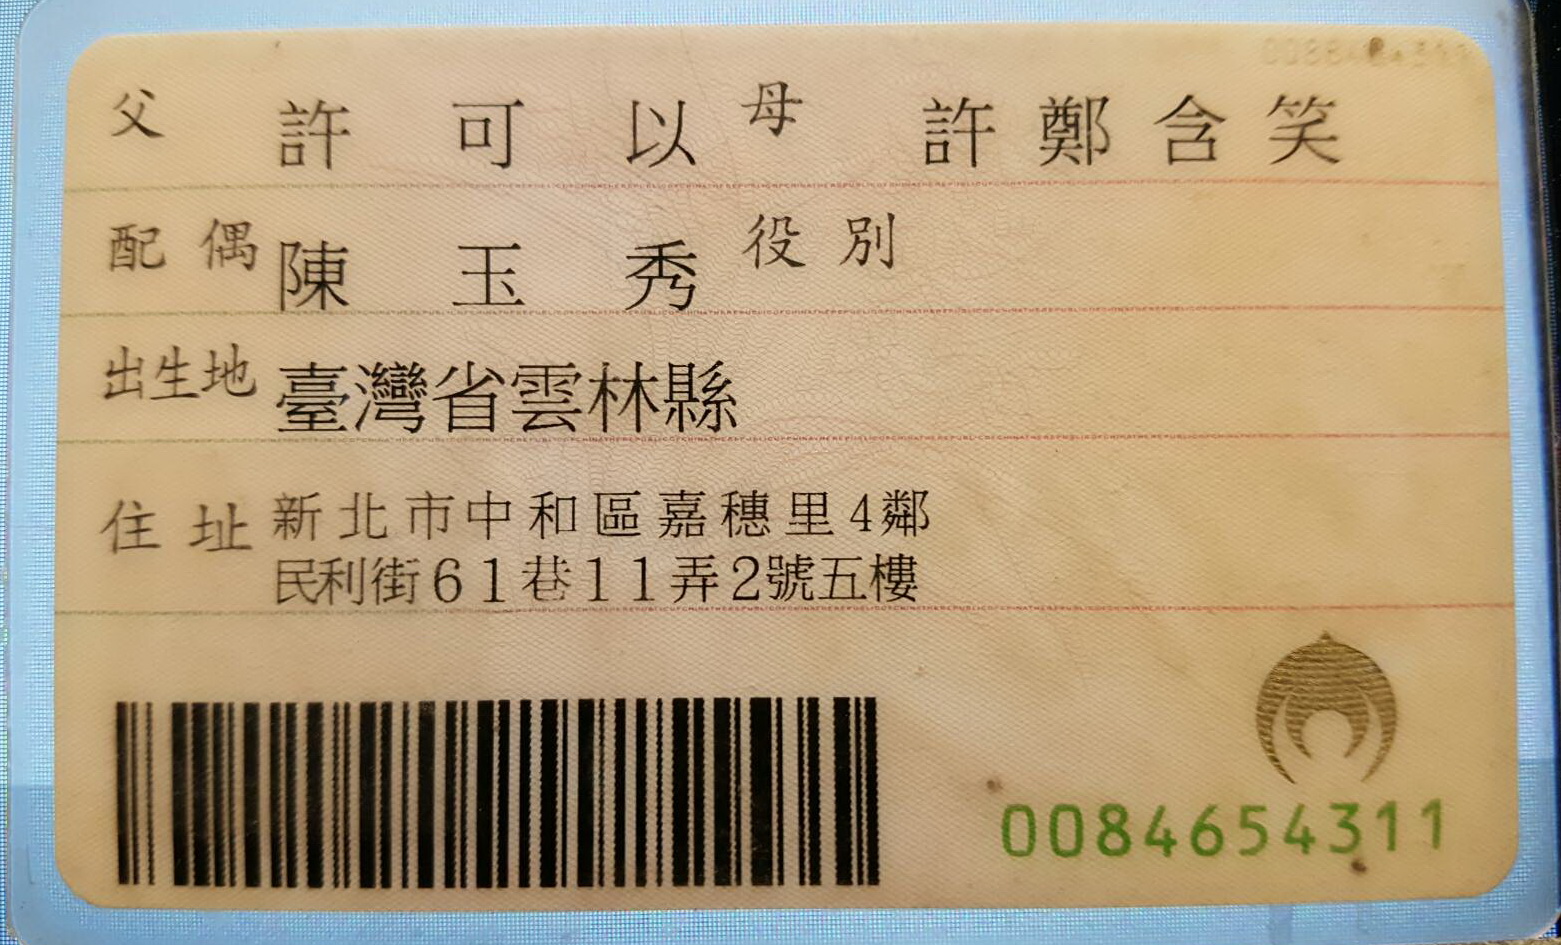 父 許可以 母 許鄭含笑
配偶 陳玉秀 役別
出生地 臺灣省雲林縣
住址 新北市中和區嘉穗里4鄰
民利街61巷11弄2號五樓
0084654311